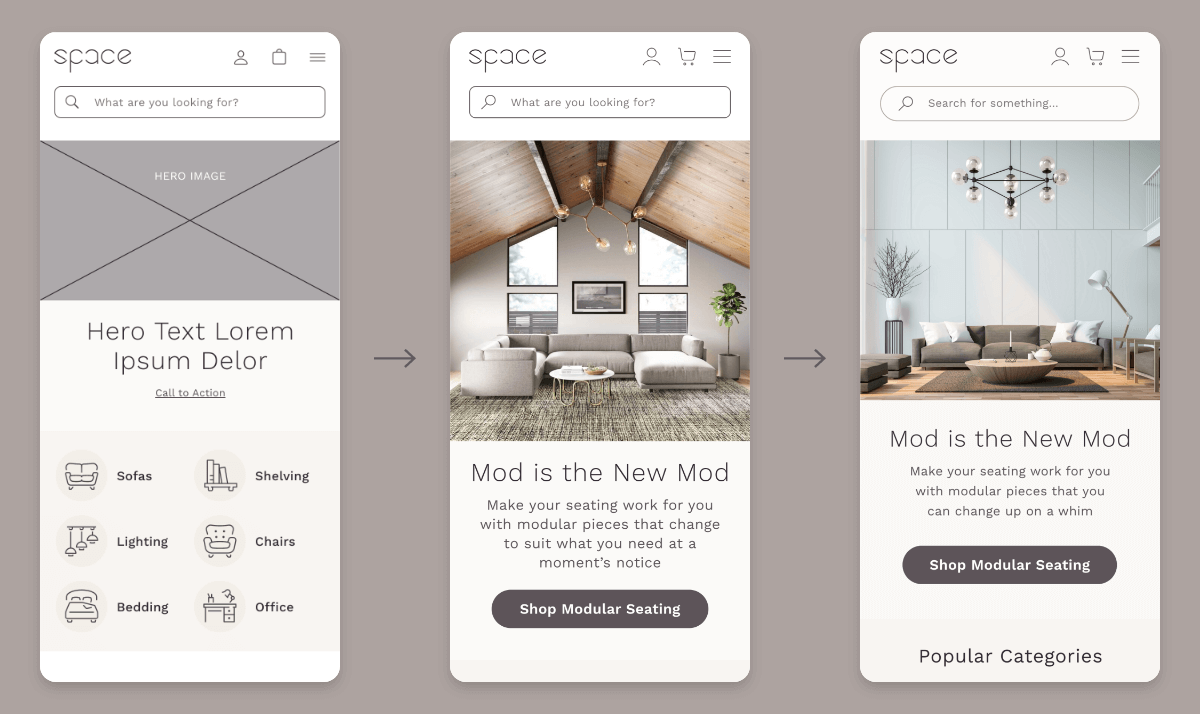 space
What are you looking for?
HERO IMAGE
Hero Text Lorem
Ipsum Delor
Call to Action
Sofas
Shelving
Lighting
Chairs
Bedding
Office
space
What are you looking for?
Mod is the New Mod
Make your seating work for you
with modular pieces that change
to suit what you need at a
moment’s notice
Shop Modular Seating
space
Search for something...
Mod is the New Mod
Make your seating work for you
with modular pieces that you
can change up on a whim
Shop Modular Seating
Popular Categories